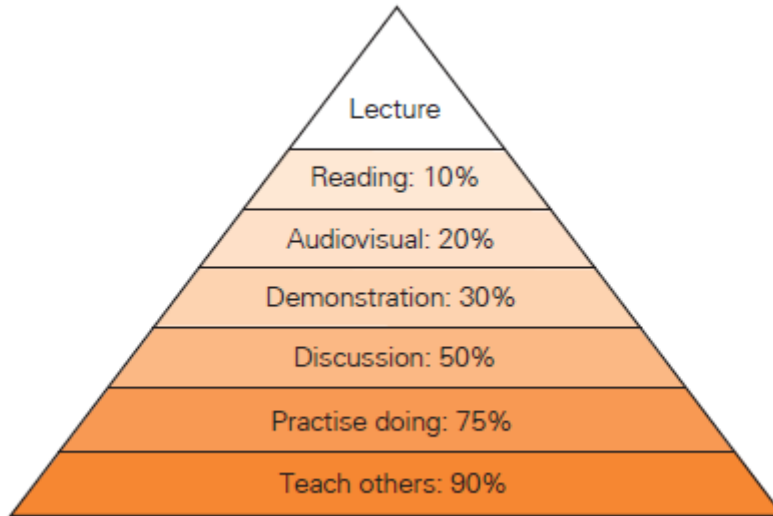 Lecture
Reading: 10%
Audiovisual: 20%
Demonstration: 30%
Discussion: 50%
Practise doing: 75%
Teach others: 90%